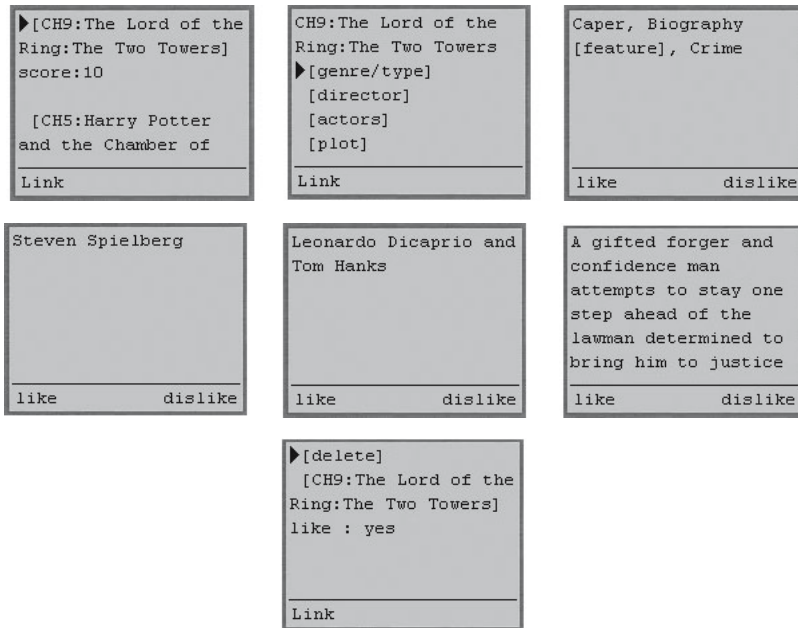 ▶[CH9:The Lord of the
Ring:The Two Towers]
score:10
[CH5:Harry Potter
and the Chamber of
Link
CH9:The Lord of the
Ring:The Two Towers
▶[genre/type]
[director]
[actors]
[plot]
Link
Caper, Biography
[feature], Crime
like dislike
Steven Spielberg
like dislike
Leonardo Dicaprio and
Tom Hanks
like dislike
A gifted forger and
confidence man
attempts to stay one
step ahead of the
lawman determined to
bring him to justice
like dislike
▶[delete]
[CH9:The Lord of the
Ring:The Two Towers]
like : yes
Link